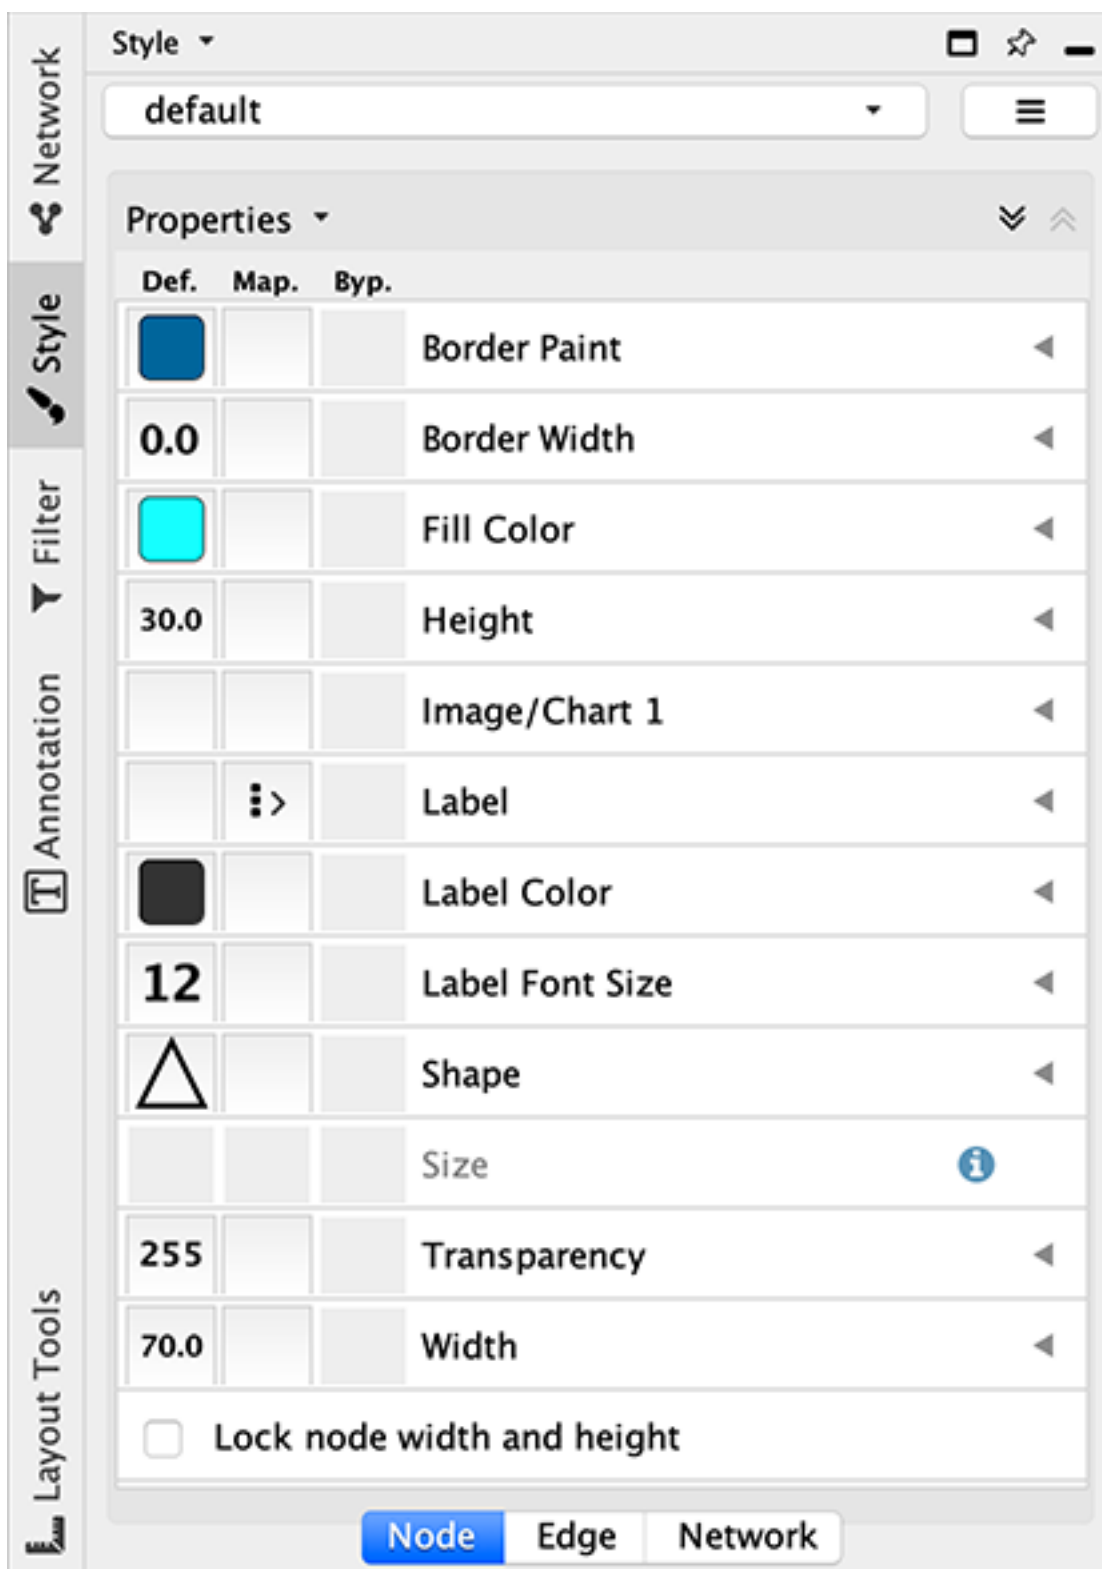 Style
default
Properties
Def. Map. Byp.
Border Paint
0.0 Border Width
Fill Color
30.0 Height
Image/Chart 1
Label
Label Color
12 Label Font Size
Shape
Size
255 Transparency
70.0 Width
Lock node width and height
Node Edge Network
Network
Style
Filter
T Annotation
Layout Tools